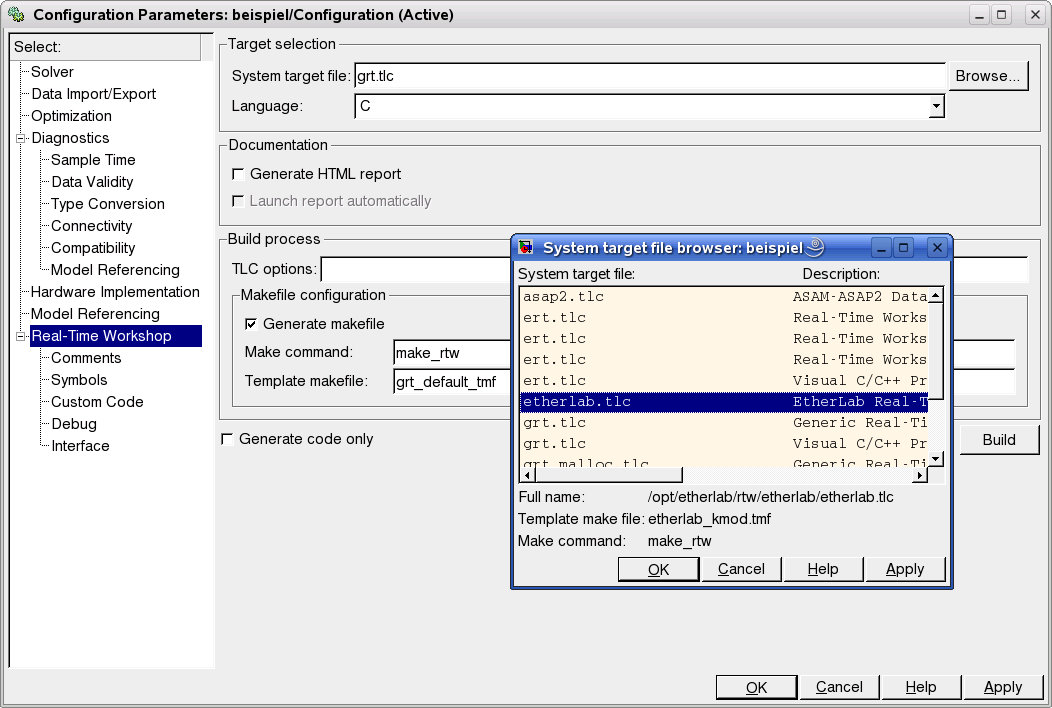 Configuration Parameters: beispiel/Configuration (Active)
Select:
Solver
Data Import/Export
Optimization
Diagnostics
Sample Time
Data Validity
Type Conversion
Connectivity
Compatibility
Model Referencing
Hardware Implementation
Model Referencing
Real-Time Workshop
Comments
Symbols
Custom Code
Debug
Interface
Target selection
System target file: grt.tlc Browse...
Language: C
Documentation
Generate HTML report
Launch report automatically
Build process
TLC options:
Makefile configuration
Generate makefile
Make command: make_rtw
Template makefile: grt_default_tmf
Generate code only Build
System target file browser: beispiel
System target file: Description:
asap2.tlc ASAM-ASAP2 Data
ert.tlc Real-Time Works
ert.tlc Real-Time Works
ert.tlc Real-Time Works
ert.tlc Visual C/C++ Pr
etherlab.tlc EtherLab Real-T
grt.tlc Generic Real-Ti
grt.tlc Visual C/C++ Pr
grt_malloc.tlc Generic Real-Ti
Full name: /opt/etherlab/rtw/etherlab/etherlab.tlc
Template make file: etherlab_kmod.tmf
Make command: make_rtw
OK Cancel Help Apply
OK Cancel Help Apply